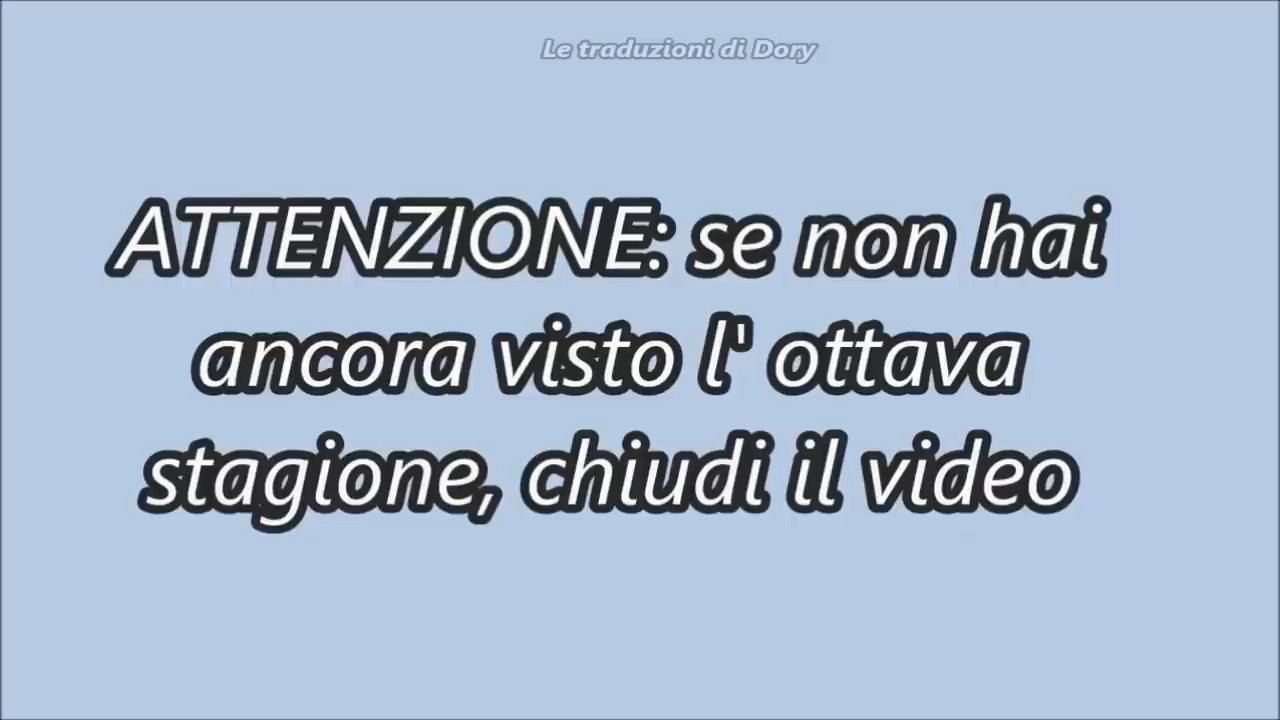 Le traduzioni di Dory
ATTENZIONE: se non hai
ancora visto l' ottava
stagione, chiudi il video